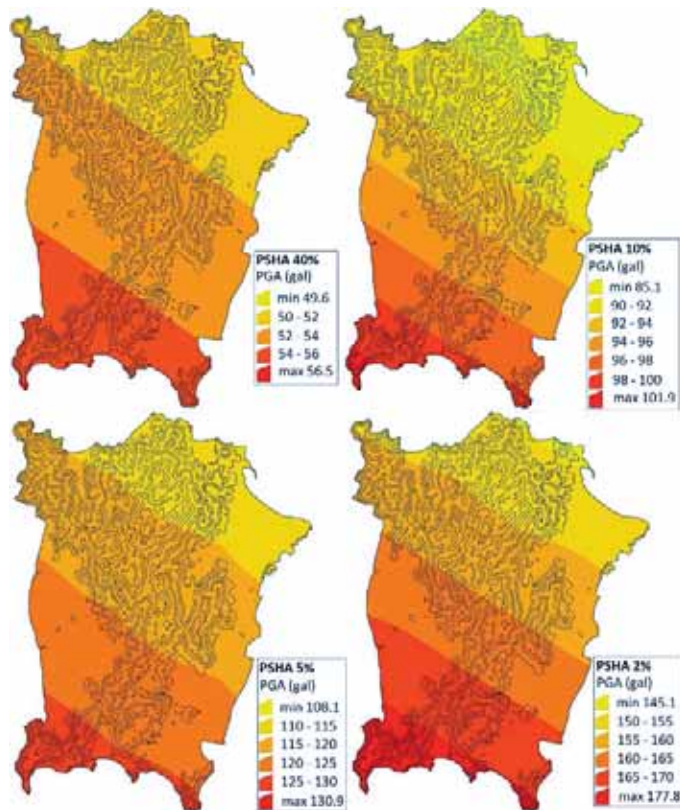 PSHA 40%
PGA (gal)
min 49.6
50 - 52
52 - 54
54 - 56
max 56.5
PSHA 10%
PGA (gal)
min 85.1
90 - 92
92 - 94
94 - 96
96 - 98
98 - 100
max 101.9
PSHA 5%
PGA (gal)
min 108.1
110 - 115
115 - 120
120 - 125
125 - 130
max 130.9
PSHA 2%
PGA (gal)
min 145.1
150 - 155
155 - 160
160 - 165
165 - 170
max 177.8